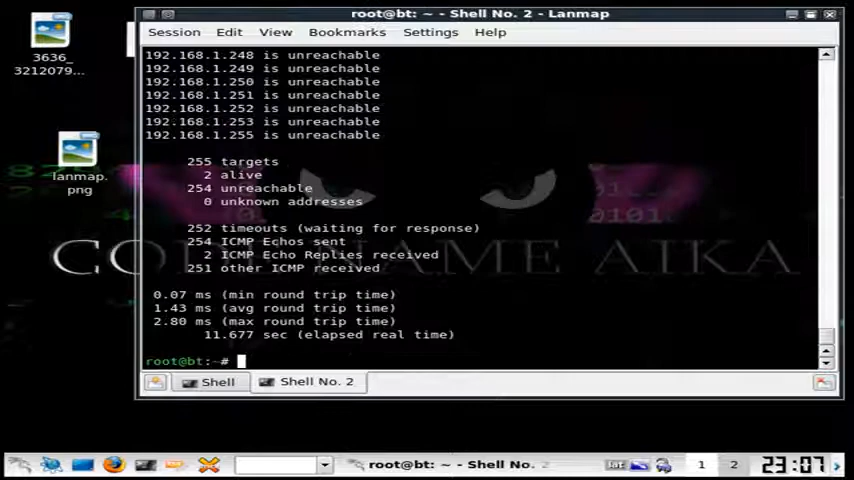 root@bt: ~ - Shell No. 2 - Lanmap
Session Edit View Bookmarks Settings Help
3636_
3212079...
lanmap.
png
192.168.1.248 is unreachable
192.168.1.249 is unreachable
192.168.1.250 is unreachable
192.168.1.251 is unreachable
192.168.1.252 is unreachable
192.168.1.253 is unreachable
192.168.1.255 is unreachable
255 targets
2 alive
254 unreachable
0 unknown addresses
252 timeouts (waiting for response)
254 ICMP Echos sent
2 ICMP Echo Replies received
251 other ICMP received
0.07 ms (min round trip time)
1.43 ms (avg round trip time)
2.80 ms (max round trip time)
11.677 sec (elapsed real time)
root@bt:~#
CODE NAME AIKA
Shell Shell No. 2
root@bt: ~ - Shell No. 2
1 2 23:07